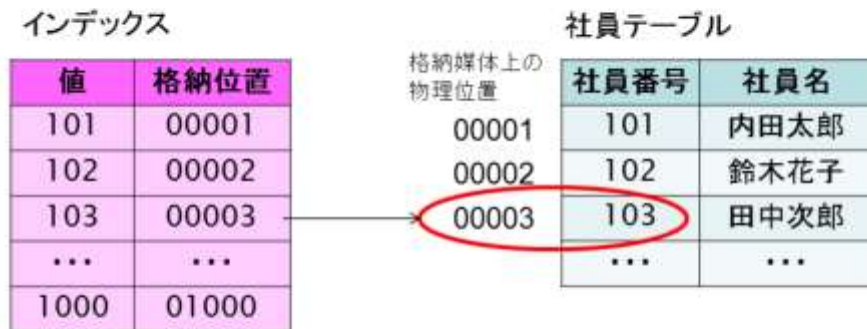 インデックス
値 格納位置
101 00001
102 00002
103 00003
・・・ ・・・
1000 01000
社員テーブル
格納媒体上の
物理位置
00001
00002
00003
社員番号 社員名
101 内田太郎
102 鈴木花子
103 田中次郎
・・・ ・・・